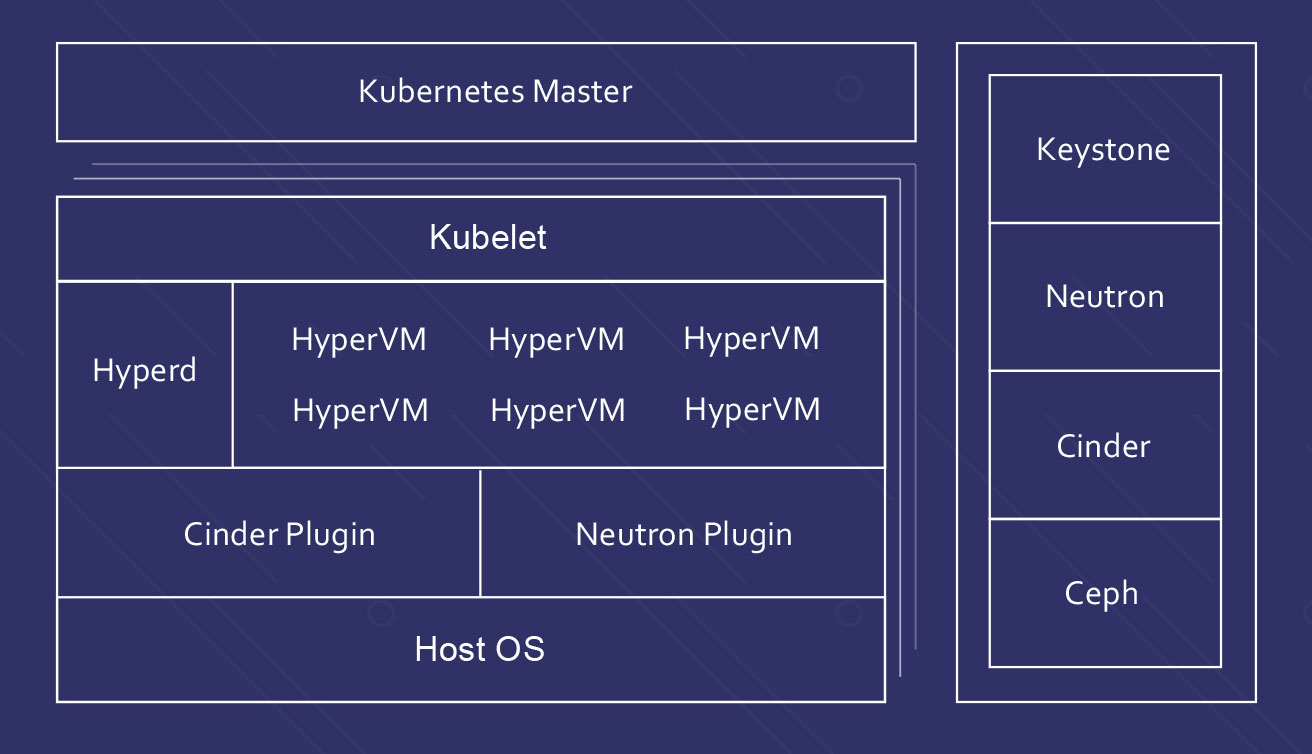 Kubernetes Master
Kubelet
Hyperd
HyperVM HyperVM HyperVM
HyperVM HyperVM HyperVM
Cinder Plugin
Neutron Plugin
Host OS
Keystone
Neutron
Cinder
Ceph